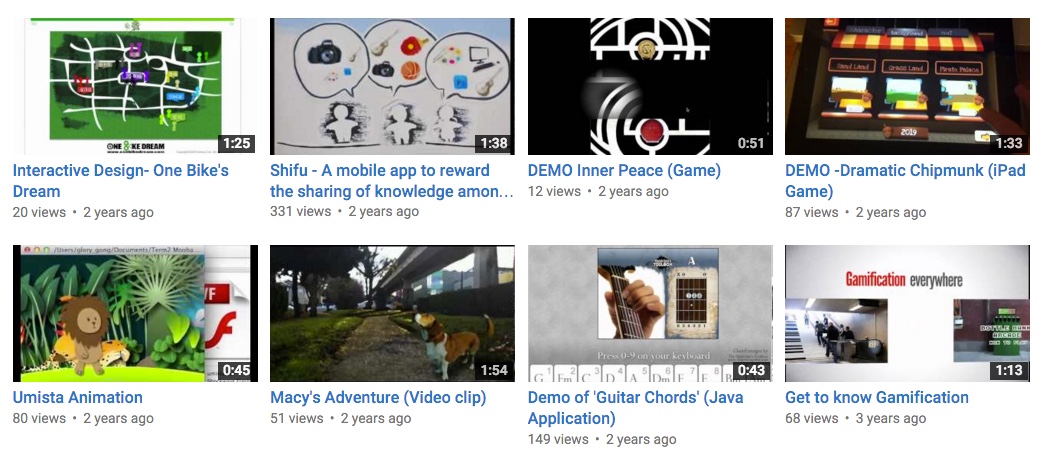 ONE BIKE DREAM
1:25
1:38
0:51
Sand Land
Grass Land
Pirate Palace
2019
1:33
Interactive Design- One Bike's
Dream
20 views • 2 years ago
Shifu - A mobile app to reward
the sharing of knowledge amon...
331 views • 2 years ago
DEMO Inner Peace (Game)
12 views • 2 years ago
DEMO -Dramatic Chipmunk (iPad
Game)
87 views • 2 years ago
/Users/glory_gong/Documents/Term2-Mooba...
0:45
1:54
A
Press 0-9 on your keyboard
0:43
Gamification everywhere
BOTTLE BANK
ARCADE
HOW TO PLAY
1:13
Umista Animation
80 views • 2 years ago
Macy's Adventure (Video clip)
51 views • 2 years ago
Demo of 'Guitar Chords' (Java
Application)
149 views • 2 years ago
Get to know Gamification
68 views • 3 years ago